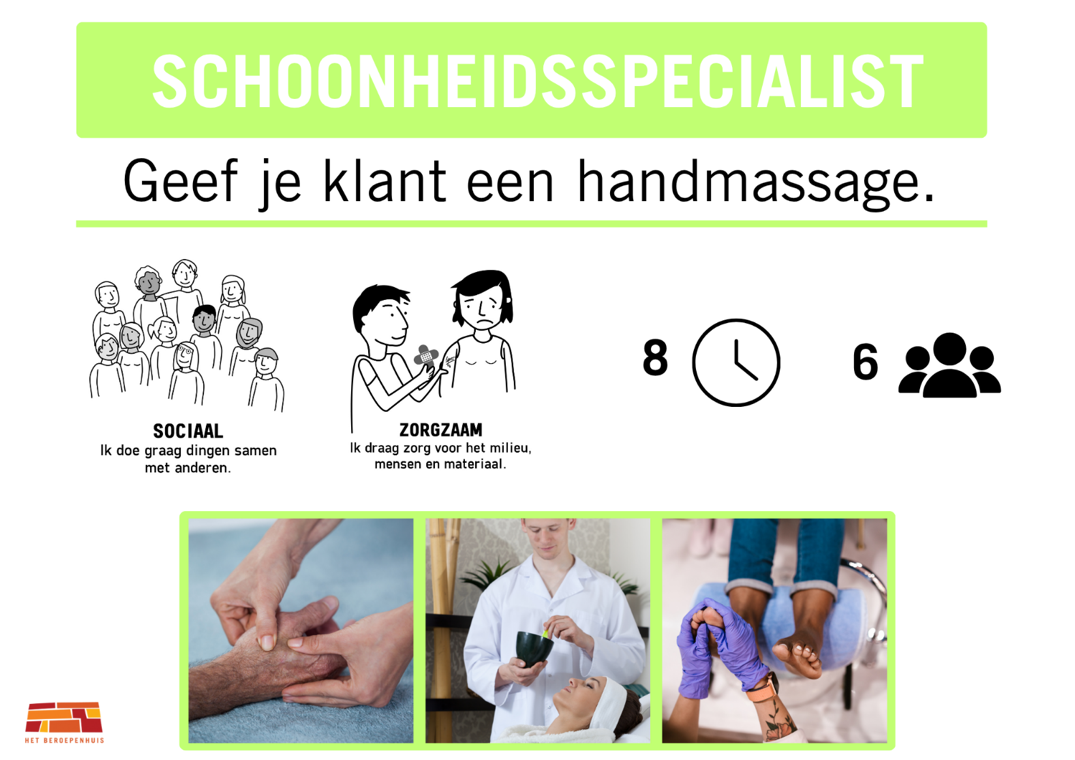 SCHOONHEIDSSPECIALIST
Geef je klant een handmassage.
SOCIAAL
Ik doe graag dingen samen
met anderen.
ZORGZAAM
Ik draag zorg voor het milieu,
mensen en materiaal.
8
6
HET BEROEPENHUIS